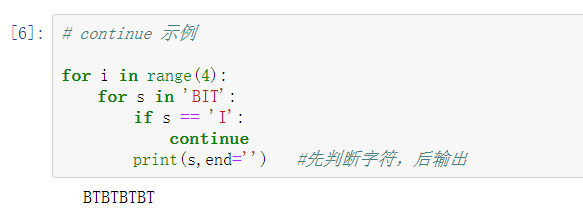 [6]: # continue 示例
for i in range(4):
    for s in 'BIT':
        if s == 'I':
            continue
        print(s,end='')   #先判断字符，后输出
BTBTBTBT